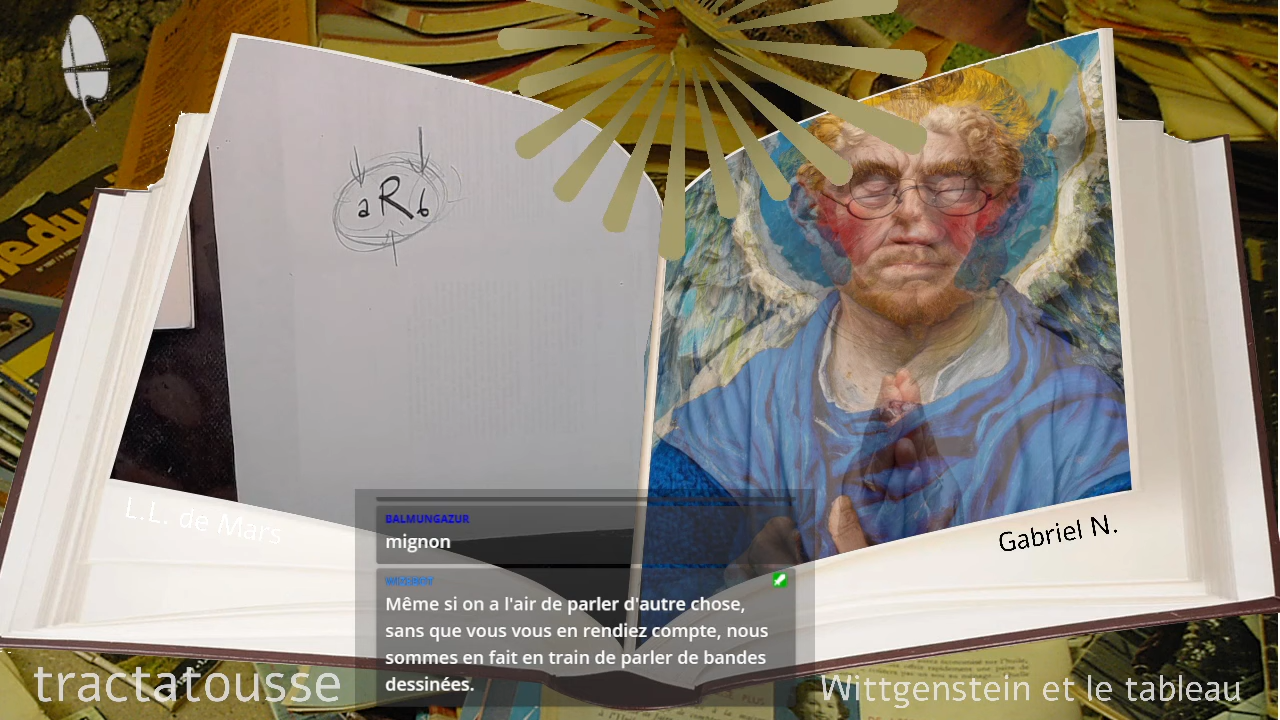 aRb
BALMUNGAZUR
mignon
Même si on a l'air de parler d'autre chose,
sans que vous vous en rendiez compte, nous
sommes en fait en train de parler de bandes
dessinées.
L.L. de Mars
Gabriel N.
tractatousse
Wittgenstein et le tableau